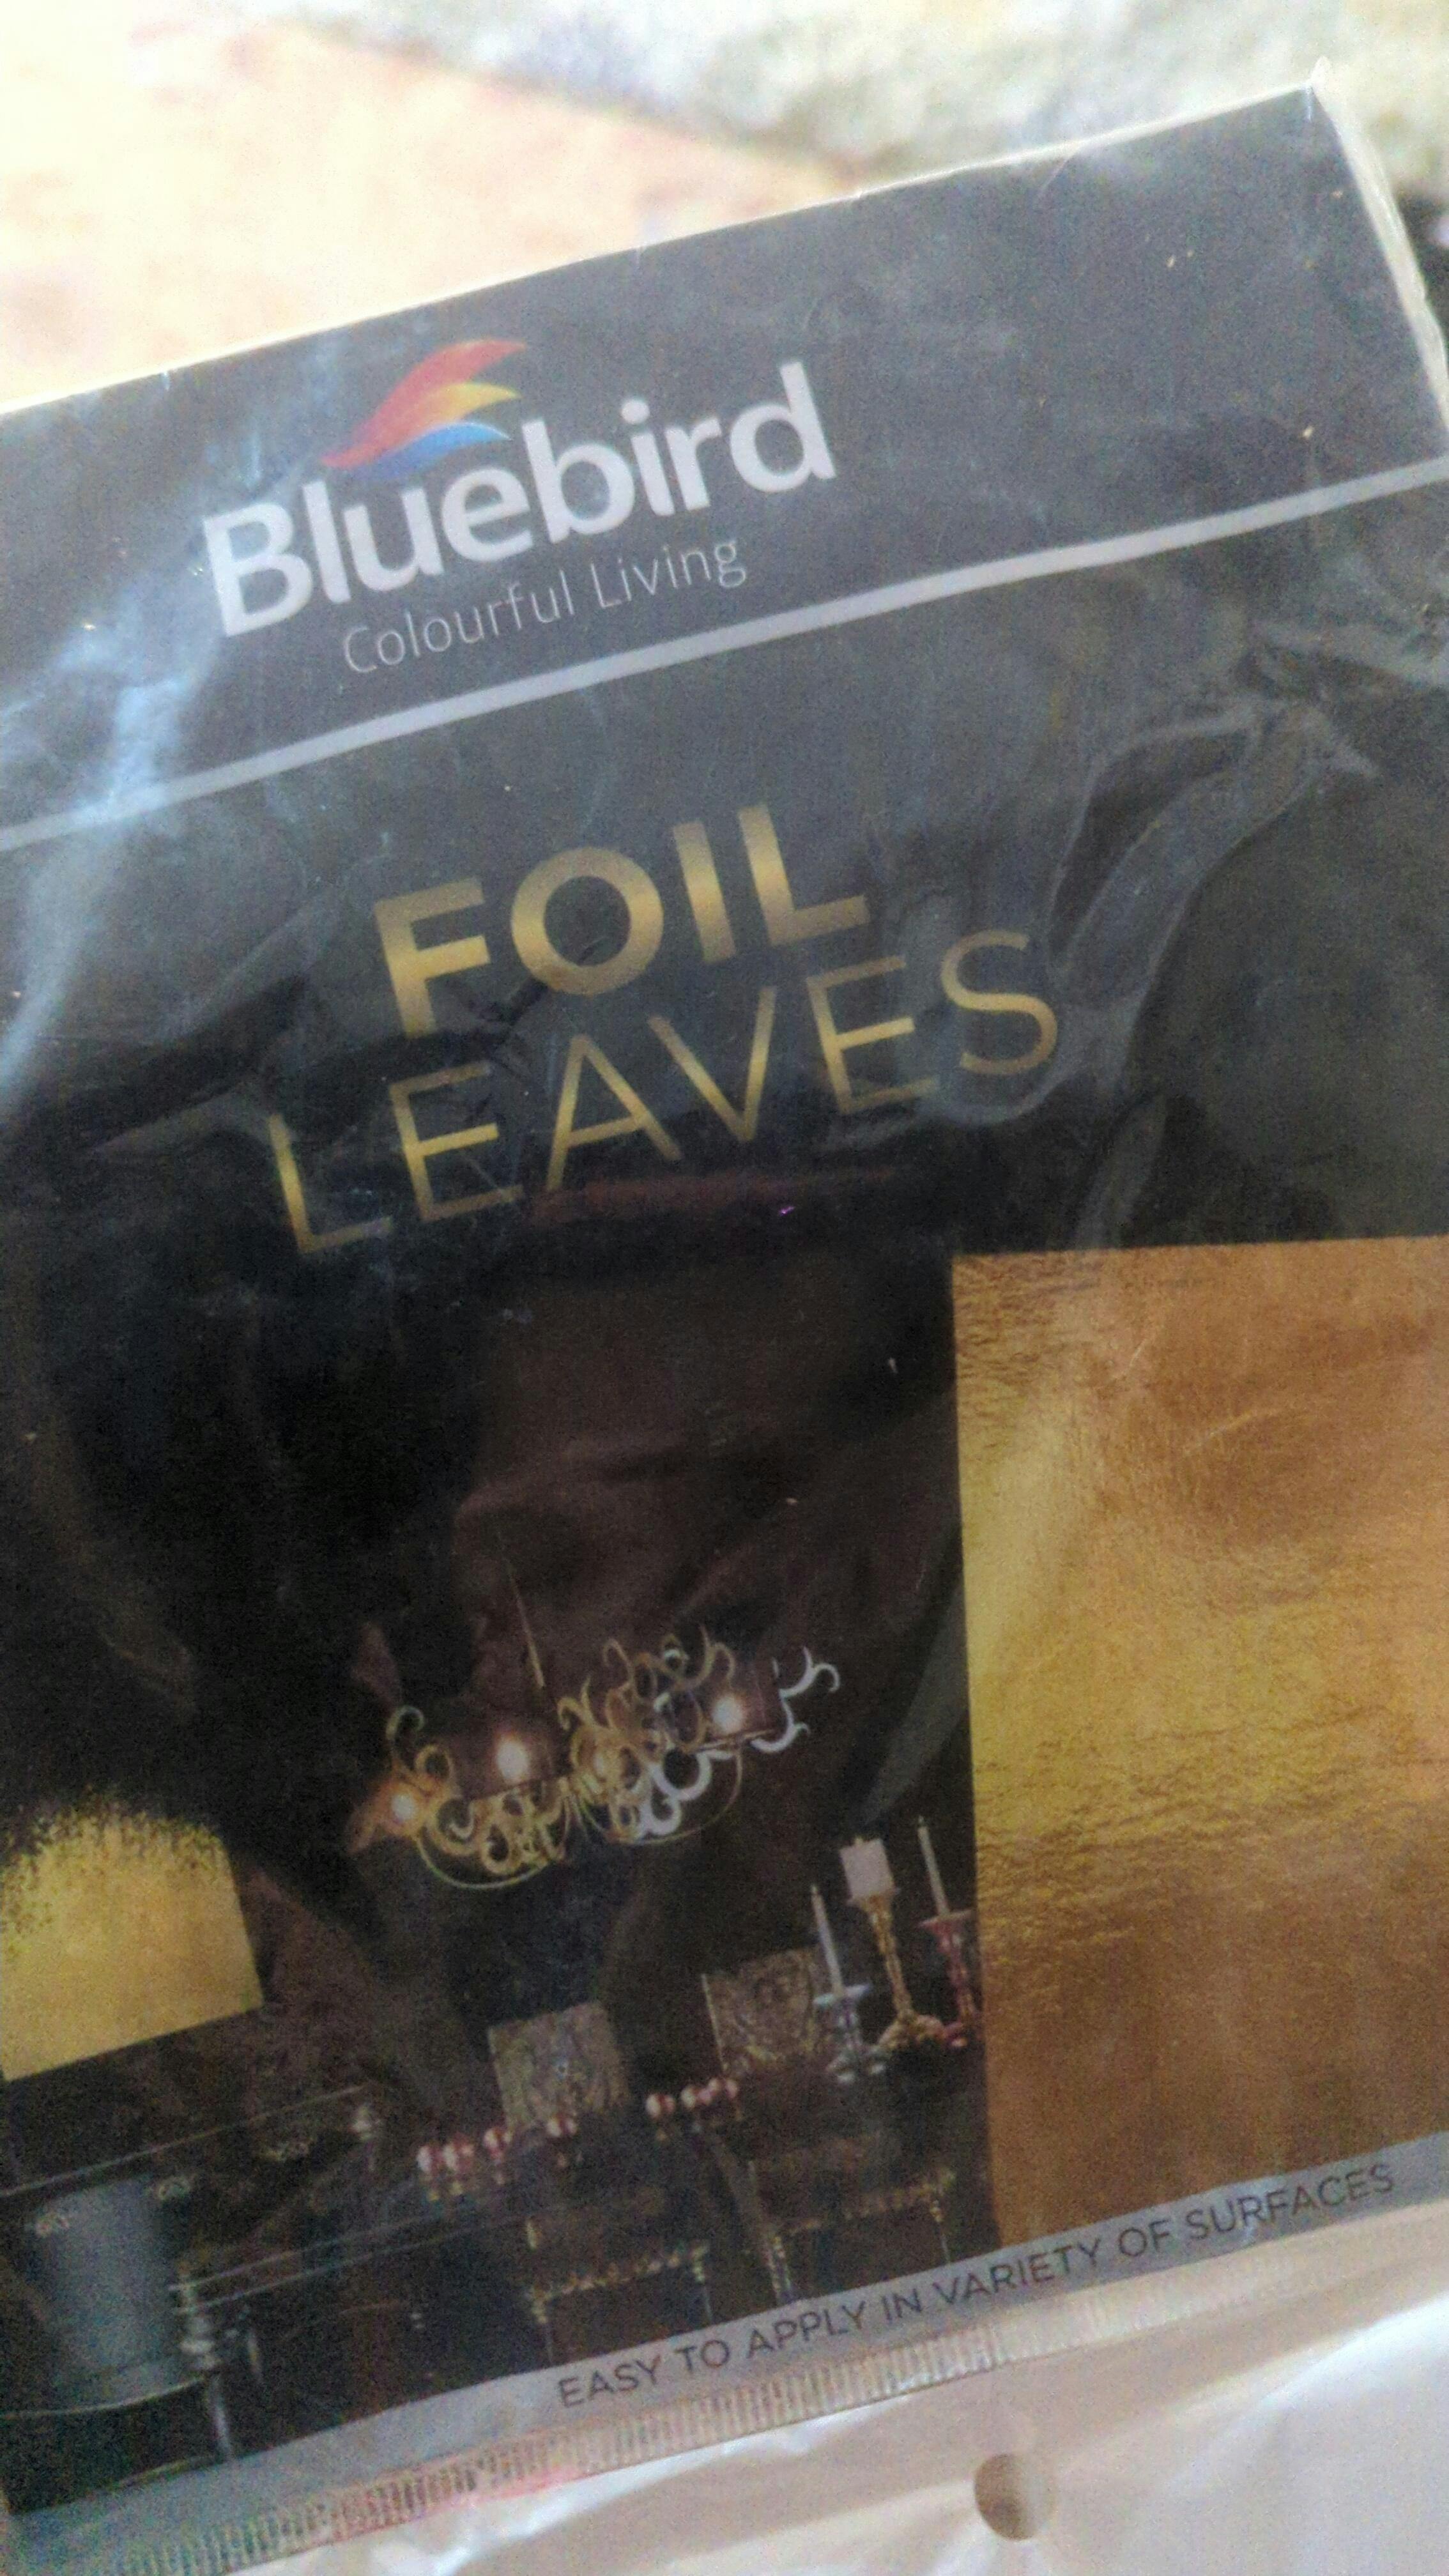 Bluebird
Colourful Living
FOIL
LEAVES
EASY TO APPLY IN VARIETY OF SURFACES